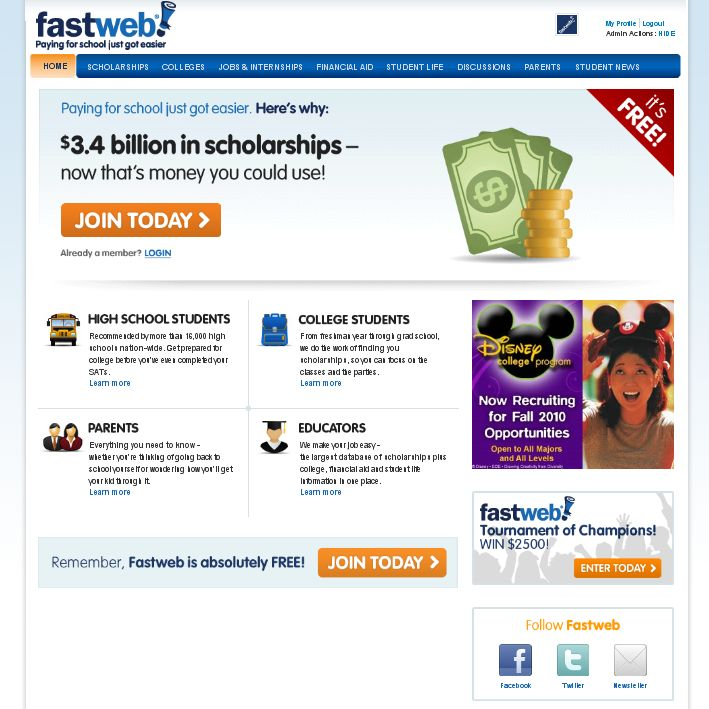 fastweb!
Paying for school just got easier
My Profile | Logout
Admin Actions: HIDE
HOME
SCHOLARSHIPS COLLEGES JOBS & INTERNSHIPS FINANCIAL AID STUDENT LIFE DISCUSSIONS PARENTS STUDENT NEWS
Paying for school just got easier. Here's why:
$3.4 billion in scholarships –
now that's money you could use!
it's
FREE!
JOIN TODAY >
Already a member? LOGIN
HIGH SCHOOL STUDENTS
Recommended by more than 16,000 high
schools nation-wide. Get prepared for
college before you've even completed your
SATs.
Learn more
COLLEGE STUDENTS
From freshman year through grad school,
we do the work of finding you
scholarships, so you can focus on the
classes and the parties.
Learn more
PARENTS
Everything you need to know –
whether you're thinking of going back to
school yourself or wondering how you'll get
your kid through it.
Learn more
EDUCATORS
We make your job easy –
the largest database of scholarships plus
college, financial aid and student life
information in one place.
Learn more
Disney
college program
Now Recruiting
for Fall 2010
Opportunities
Open to All Majors
and All Levels
© Disney • EOE • Drawing Creativity from Diversity
fastweb!
Tournament of Champions!
WIN $2500!
ENTER TODAY >
Remember, Fastweb is absolutely FREE!
JOIN TODAY >
Follow Fastweb
Facebook Twitter Newsletter